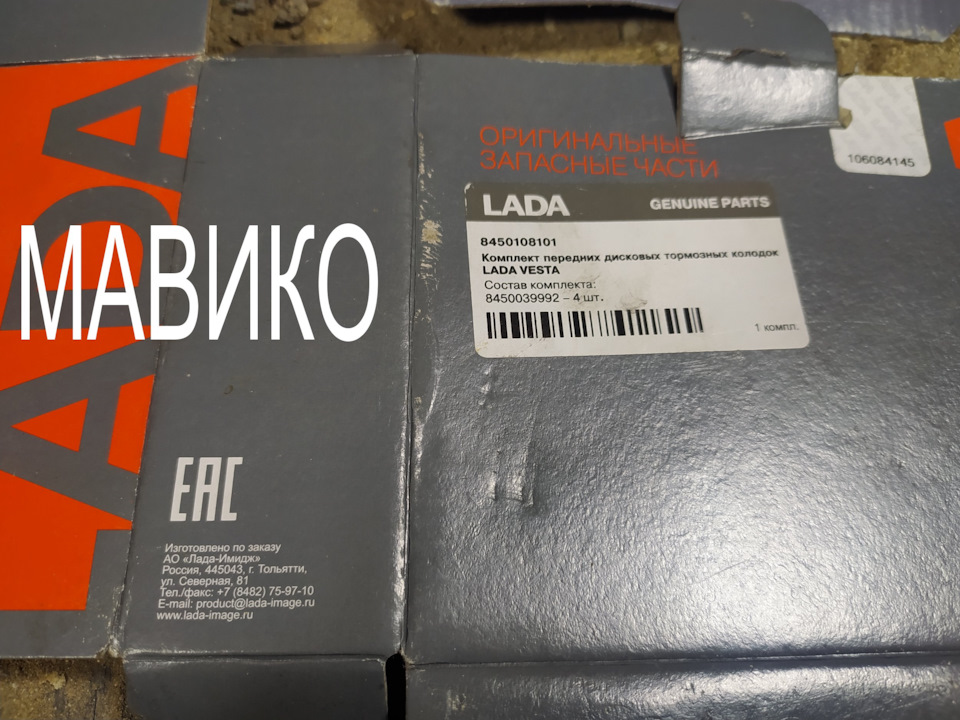 LADA
МАВИКО
ОРИГИНАЛЬНЫЕ
ЗАПАСНЫЕ ЧАСТИ
106084145
LADA GENUINE PARTS
8450108101
Комплект передних дисковых тормозных колодок
LADA VESTA
Состав комплекта:
8450039992 – 4 шт.
1 компл.
EAC
Изготовлено по заказу
АО «Лада-Имидж»
Россия, 445043, г. Тольятти,
ул. Северная, 81
Тел./факс: +7 (8482) 75-97-10
E-mail: product@lada-image.ru
www.lada-image.ru